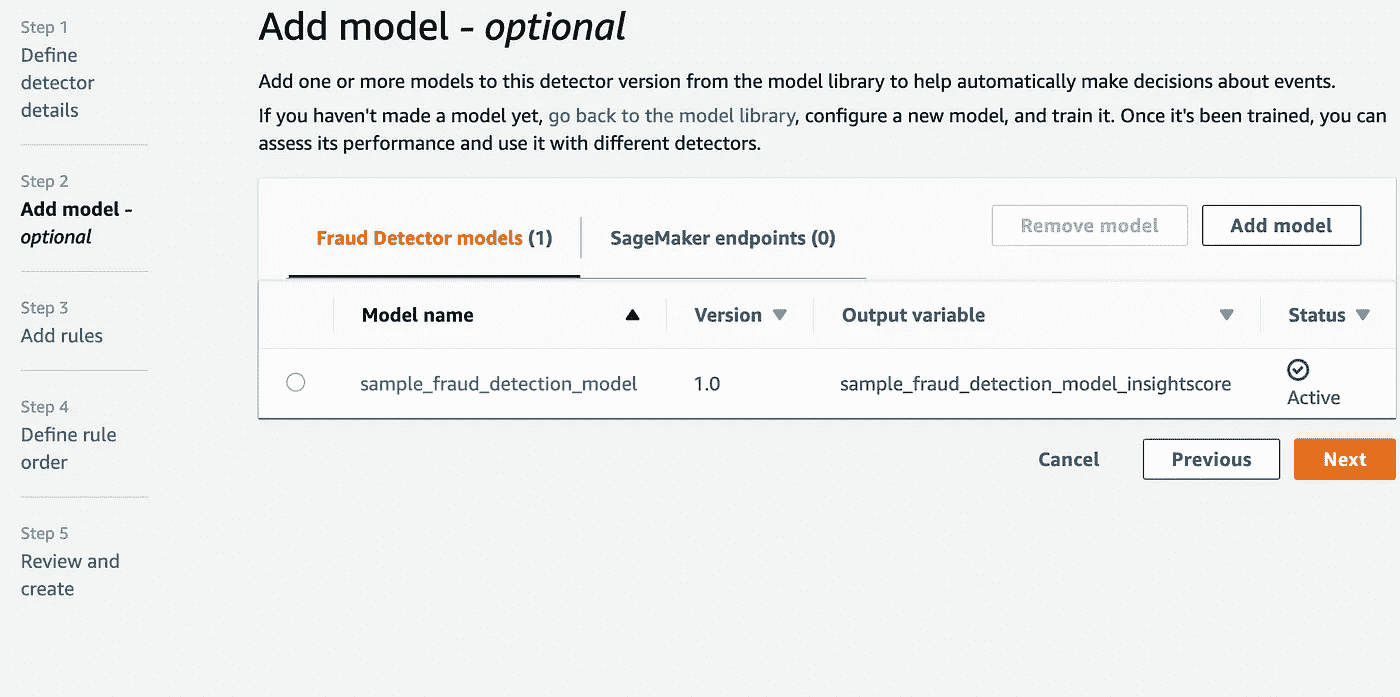 Step 1
Define
detector
details
Step 2
Add model -
optional
Step 3
Add rules
Step 4
Define rule
order
Step 5
Review and
create
Add model - optional
Add one or more models to this detector version from the model library to help automatically make decisions about events.
If you haven't made a model yet, go back to the model library, configure a new model, and train it. Once it's been trained, you can
assess its performance and use it with different detectors.
Fraud Detector models (1) SageMaker endpoints (0) Remove model Add model
Model name Version Output variable Status
sample_fraud_detection_model 1.0 sample_fraud_detection_model_insightscore Active
Cancel Previous Next